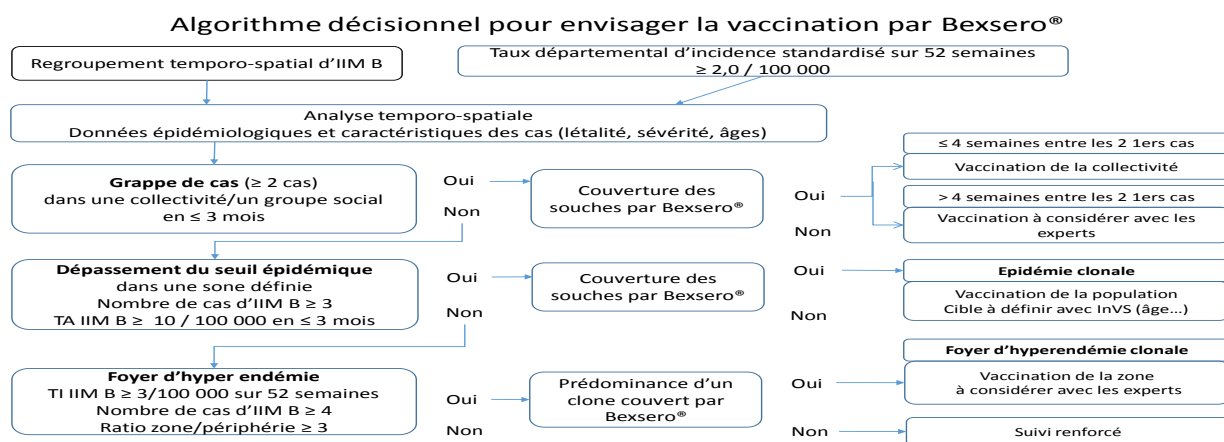 Algorithme décisionnel pour envisager la vaccination par Bexsero®
Regroupement temporo-spatial d'IIM B
Taux départemental d'incidence standardisé sur 52 semaines
≥ 2,0 / 100 000
Analyse temporo-spatiale
Données épidémiologiques et caractéristiques des cas (létalité, sévérité, âges)
Grappe de cas (≥ 2 cas)
dans une collectivité/un groupe social
en ≤ 3 mois
Oui
Non
Couverture des
souches par Bexsero®
Oui
Non
≤ 4 semaines entre les 2 1ers cas
Vaccination de la collectivité
> 4 semaines entre les 2 1ers cas
Vaccination à considérer avec les
experts
Dépassement du seuil épidémique
dans une sone définie
Nombre de cas d'IIM B ≥ 3
TA IIM B ≥ 10 / 100 000 en ≤ 3 mois
Oui
Non
Couverture des
souches par Bexsero®
Oui
Non
Epidémie clonale
Vaccination de la population
Cible à définir avec InVS (âge...)
Foyer d'hyper endémie
TI IIM B ≥ 3/100 000 sur 52 semaines
Nombre de cas d'IIM B ≥ 4
Ratio zone/périphérie ≥ 3
Oui
Non
Prédominance d'un
clone couvert par
Bexsero®
Oui
Non
Foyer d'hyperendémie clonale
Vaccination de la zone
à considérer avec les experts
Suivi renforcé